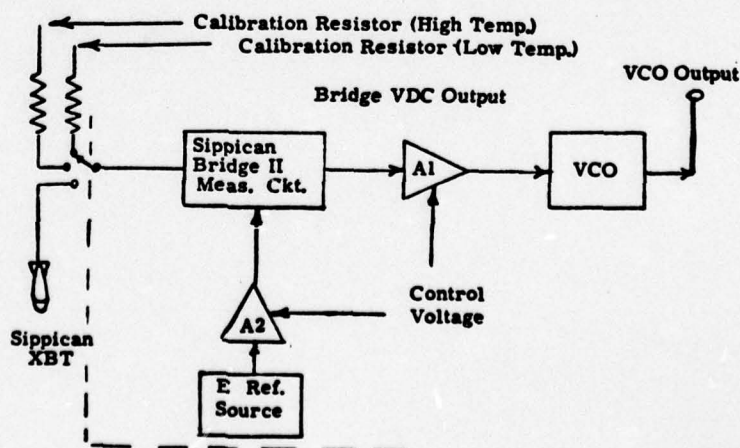 Calibration Resistor (High Temp.)
Calibration Resistor (Low Temp.)
VCO Output
Bridge VDC Output
Sippican
Bridge II
Meas. Ckt.
A1
VCO
Control
Voltage
A2
Sippican
XBT
E Ref.
Source